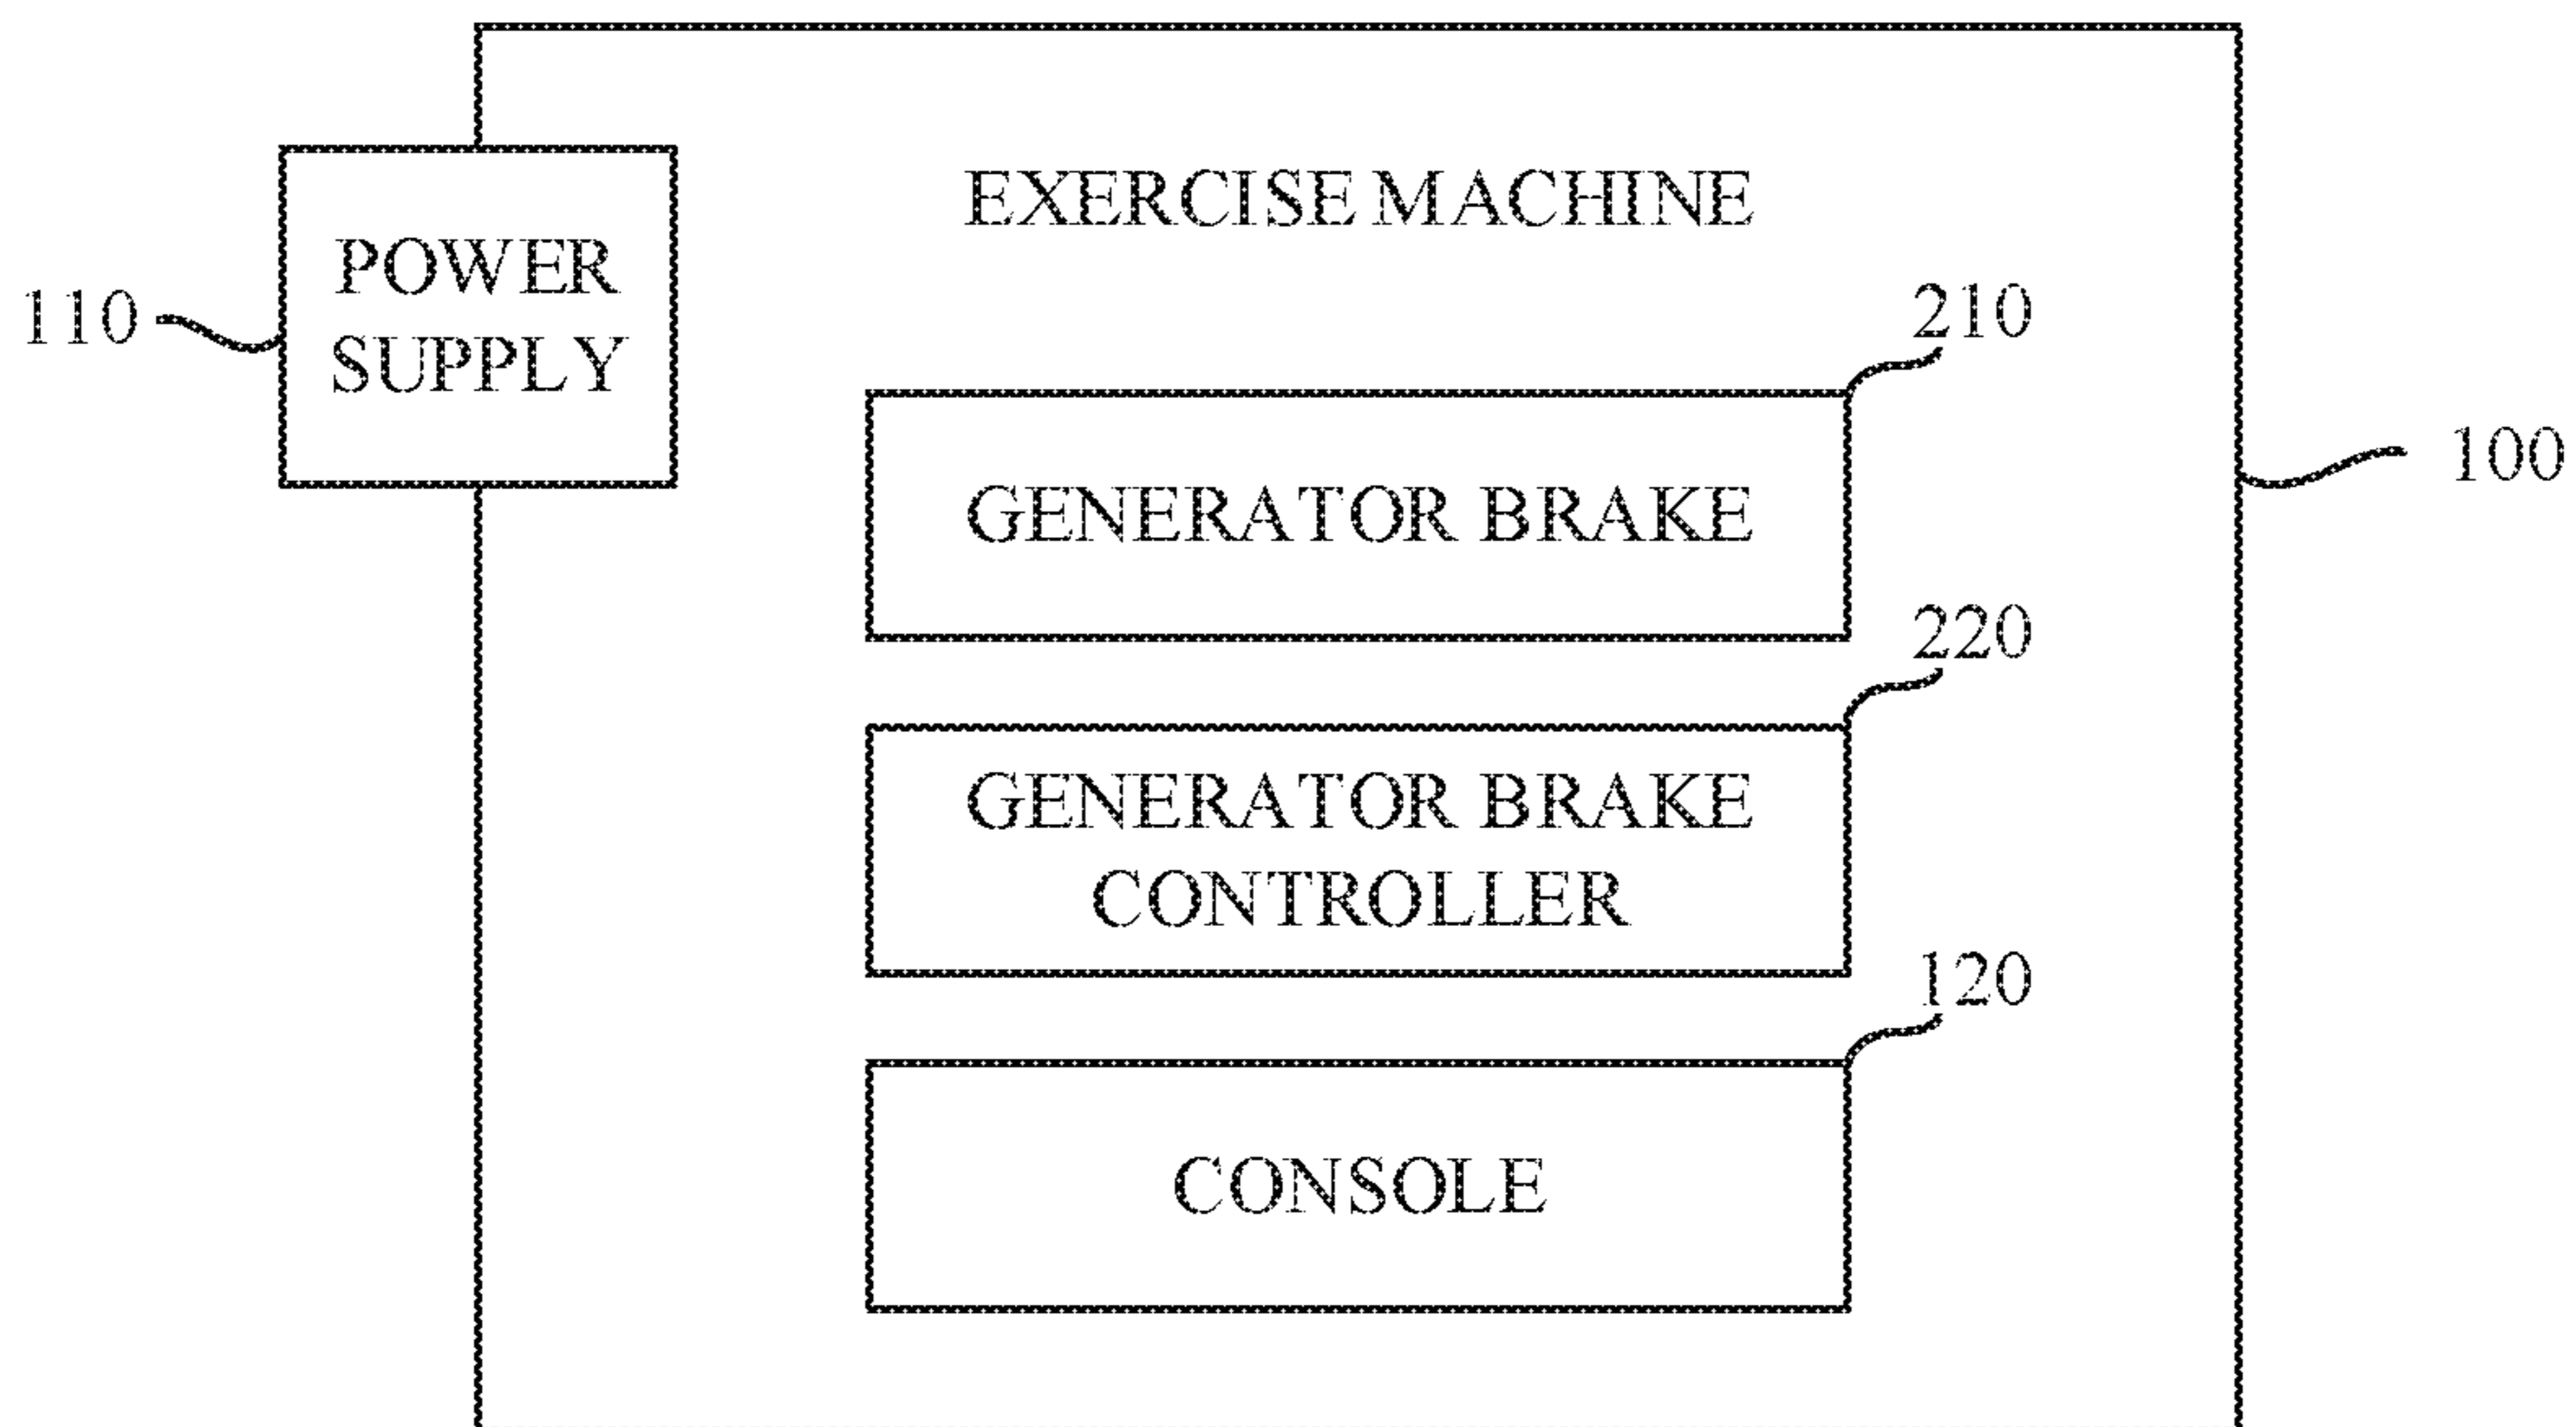 EXERCISE MACHINE
POWER
SUPPLY
110
210
GENERATOR BRAKE
100
220
GENERATOR BRAKE
CONTROLLER
120
CONSOLE